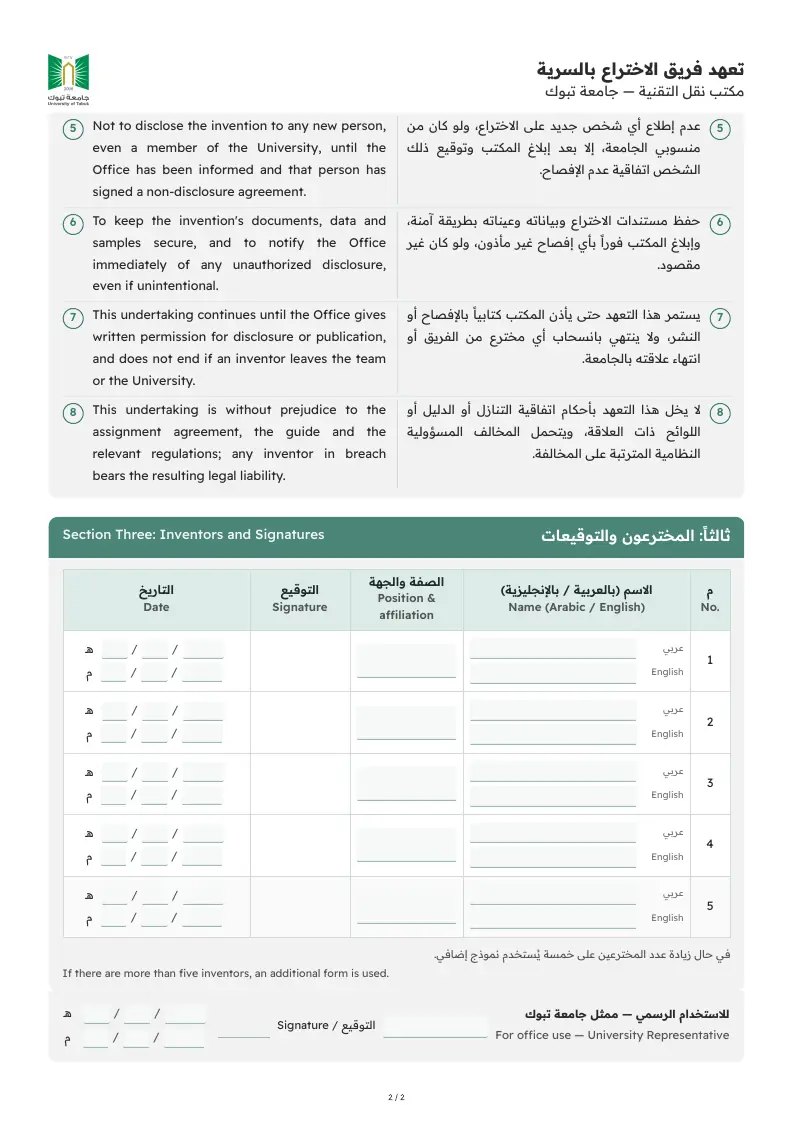 تعهد فريق الاختراع بالسرية
مكتب نقل التقنية — جامعة تبوك
جامعة تبوك
University of Tabuk
5
عدم إطلاع أي شخص جديد على الاختراع، ولو كان من
منسوبي الجامعة، إلا بعد إبلاغ المكتب وتوقيع ذلك
الشخص اتفاقية عدم الإفصاح.
5
Not to disclose the invention to any new person,
even a member of the University, until the
Office has been informed and that person has
signed a non-disclosure agreement.
6
حفظ مستندات الاختراع وبياناته وعيناته بطريقة آمنة،
وإبلاغ المكتب فوراً بأي إفصاح غير مأذون، ولو كان غير
مقصود.
6
To keep the invention's documents, data and
samples secure, and to notify the Office
immediately of any unauthorized disclosure,
even if unintentional.
7
يستمر هذا التعهد حتى يأذن المكتب كتابياً بالإفصاح أو
النشر، ولا ينتهي بانسحاب أي مخترع من الفريق أو
انتهاء علاقته بالجامعة.
7
This undertaking continues until the Office gives
written permission for disclosure or publication,
and does not end if an inventor leaves the team
or the University.
8
لا يخل هذا التعهد بأحكام اتفاقية التنازل أو الدليل أو
اللوائح ذات العلاقة، ويتحمل المخالف المسؤولية
النظامية المترتبة على المخالفة.
8
This undertaking is without prejudice to the
assignment agreement, the guide and the
relevant regulations; any inventor in breach
bears the resulting legal liability.
ثالثاً: المخترعون والتوقيعات
Section Three: Inventors and Signatures
م
No.
الاسم (بالعربية / بالإنجليزية)
Name (Arabic / English)
الصفة والجهة
Position &
affiliation
التوقيع
Signature
التاريخ
Date
1
عربي
English
/ / هـ
/ / م
2
عربي
English
/ / هـ
/ / م
3
عربي
English
/ / هـ
/ / م
4
عربي
English
/ / هـ
/ / م
5
عربي
English
/ / هـ
/ / م
في حال زيادة عدد المخترعين على خمسة يُستخدم نموذج إضافي.
If there are more than five inventors, an additional form is used.
للاستخدام الرسمي — ممثل جامعة تبوك
For office use — University Representative
التوقيع / Signature
/ / هـ
/ / م
2 / 2